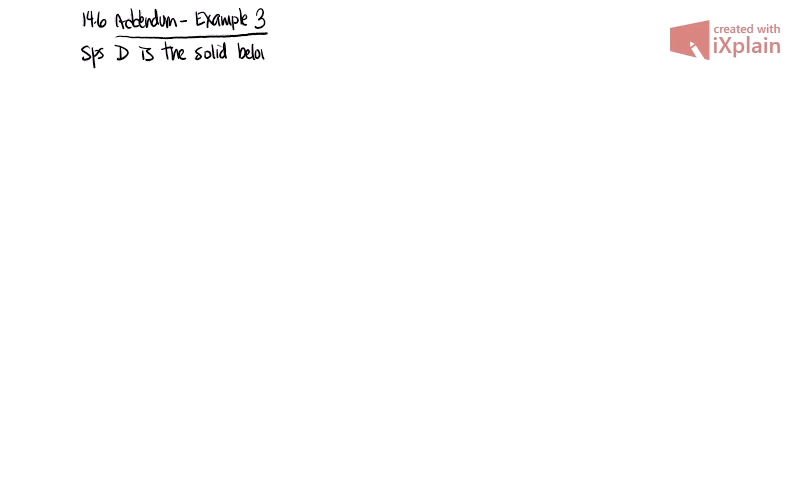 14.6 Addendum - Example 3
Sps D is the solid belo
created with
iXplain